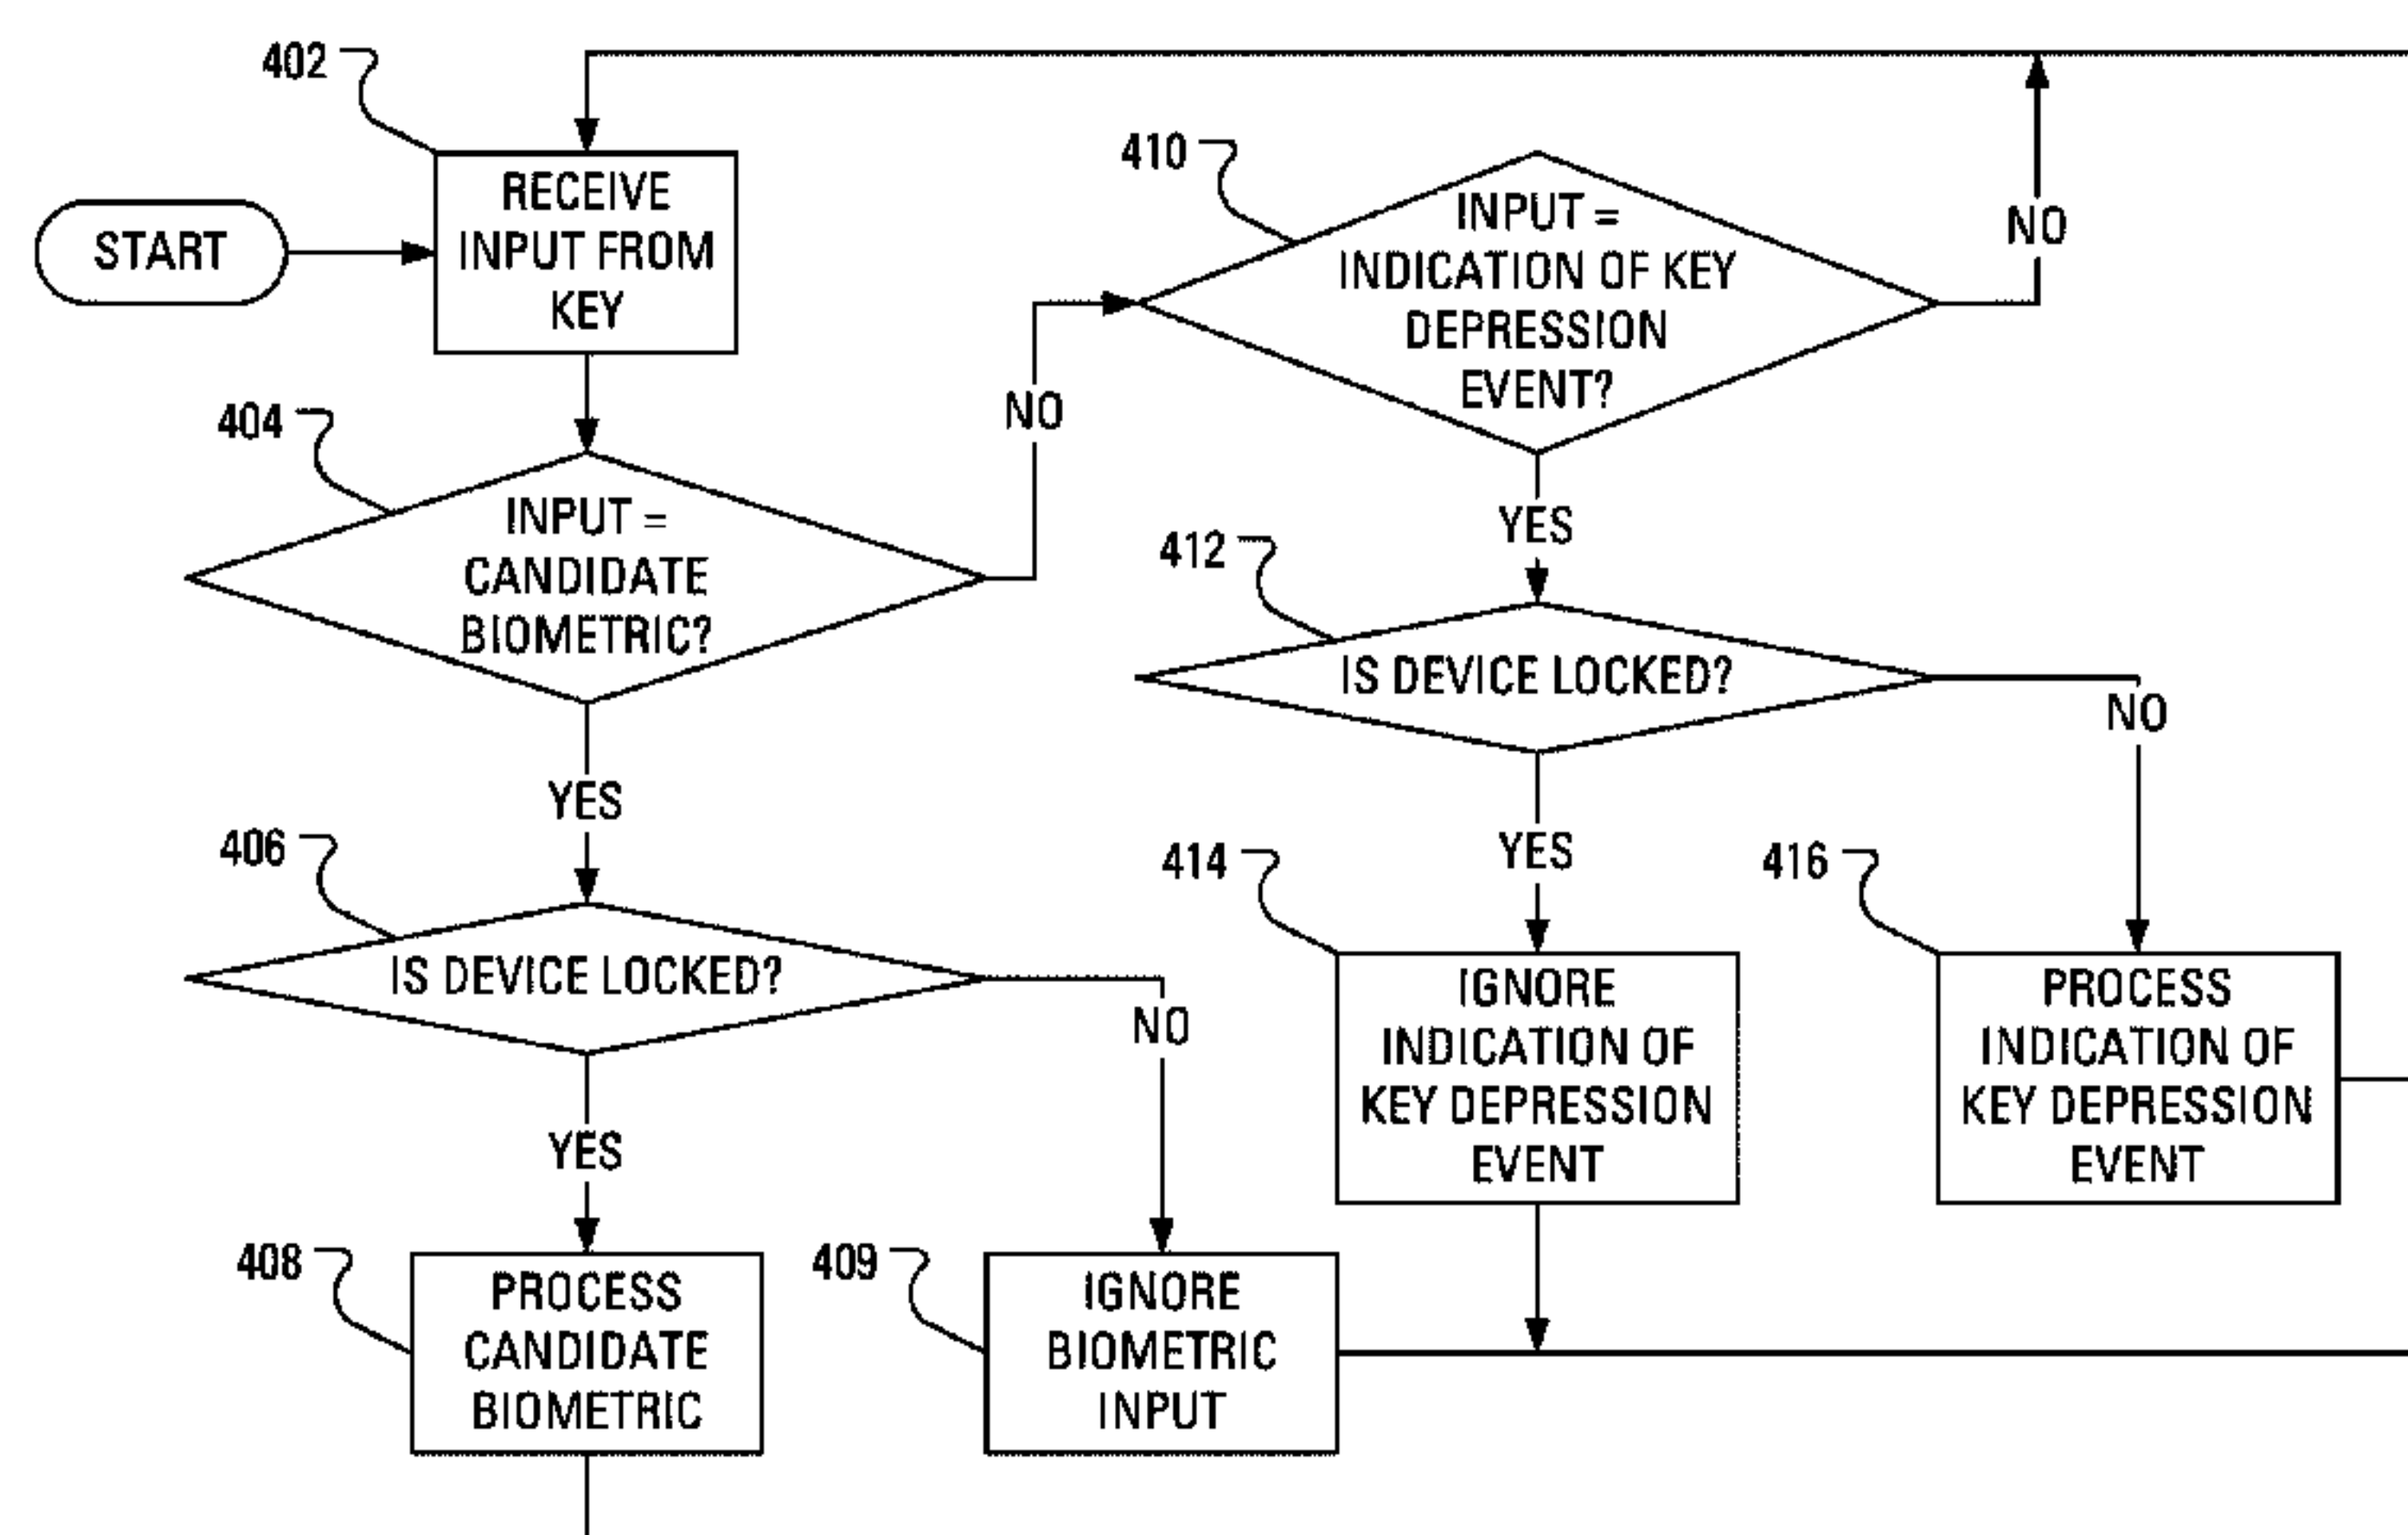 402
START
RECEIVE
INPUT FROM
KEY
404
INPUT =
CANDIDATE
BIOMETRIC?
NO
YES
406
IS DEVICE LOCKED?
NO
YES
408
PROCESS
CANDIDATE
BIOMETRIC
409
IGNORE
BIOMETRIC
INPUT
410
INPUT =
INDICATION OF KEY
DEPRESSION
EVENT?
NO
YES
412
IS DEVICE LOCKED?
NO
YES
414
IGNORE
INDICATION OF
KEY DEPRESSION
EVENT
416
PROCESS
INDICATION OF
KEY DEPRESSION
EVENT